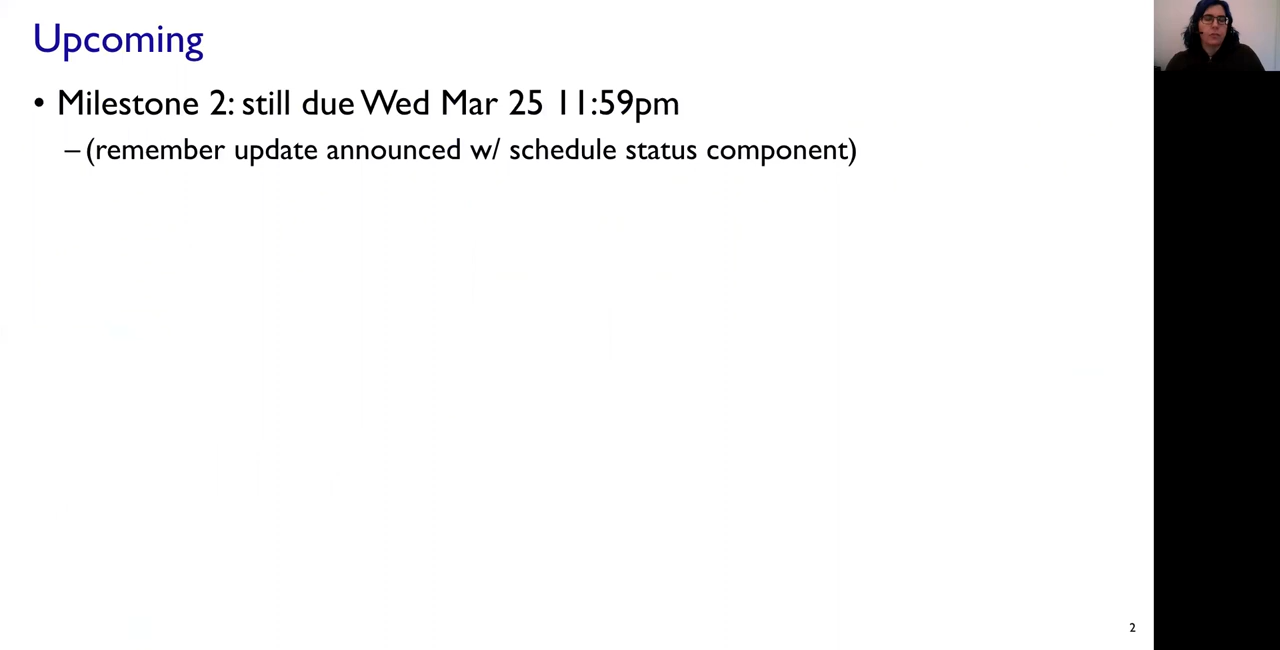 Upcoming
• Milestone 2: still due Wed Mar 25 11:59pm
– (remember update announced w/ schedule status component)
2